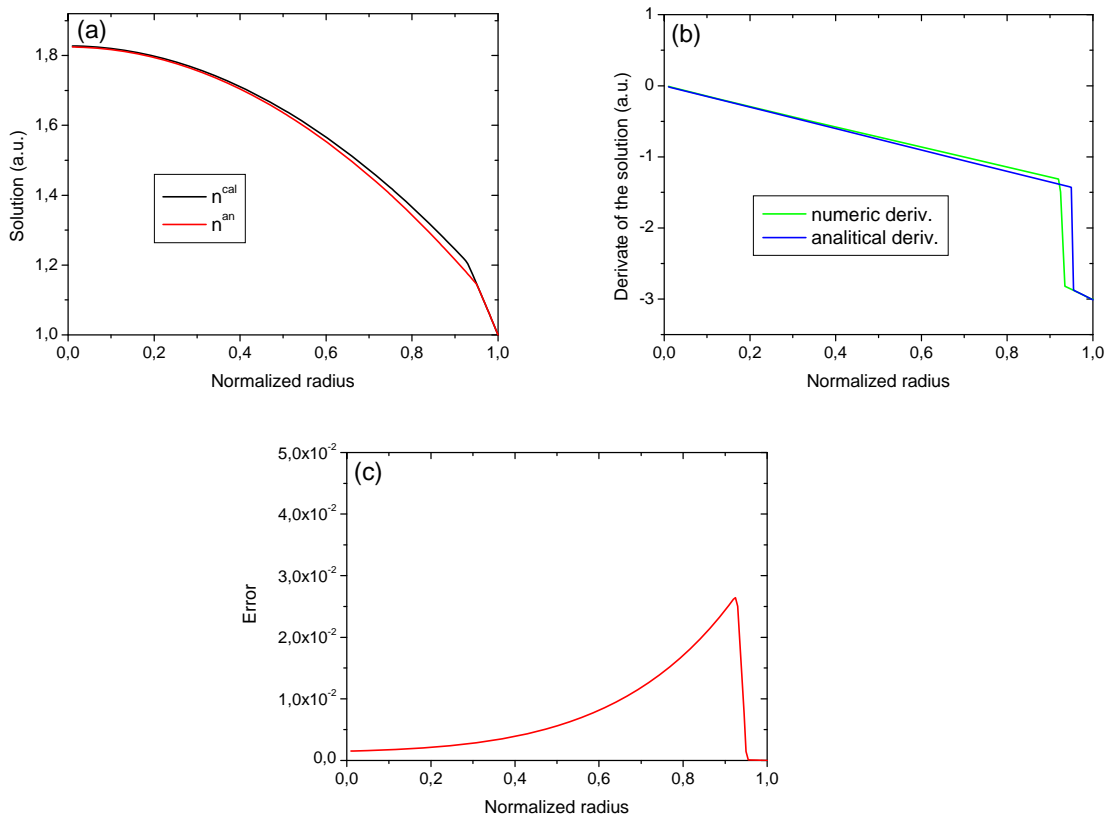 (a)
Solution (a.u.)
1,8
1,6
1,4
1,2
1,0
n^cal
n^an
0,0 0,2 0,4 0,6 0,8 1,0
Normalized radius
(b)
Derivate of the solution (a.u.)
1
0
-1
-2
-3
numeric deriv.
analitical deriv.
0,0 0,2 0,4 0,6 0,8 1,0
Normalized radius
(c)
Error
5,0x10^-2
4,0x10^-2
3,0x10^-2
2,0x10^-2
1,0x10^-2
0,0
0,0 0,2 0,4 0,6 0,8 1,0
Normalized radius